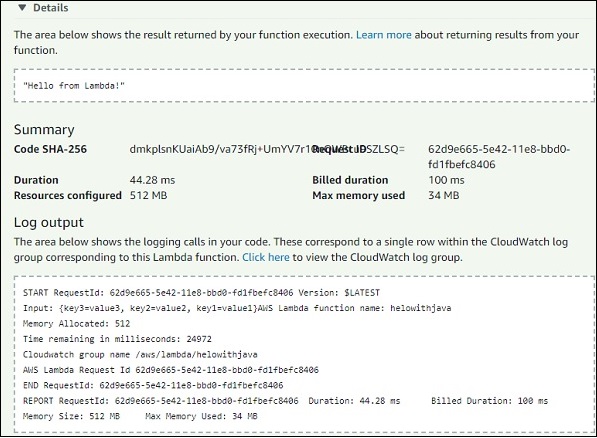 ▼ Details
The area below shows the result returned by your function execution. Learn more about returning results from your
function.
"Hello from Lambda!"
Summary
Code SHA-256 dmkplsnKUaiAb9/va73fRj+UmYV7r1 Request ID 62d9e665-5e42-11e8-bbd0-
fd1fbefc8406
Duration 44.28 ms Billed duration 100 ms
Resources configured 512 MB Max memory used 34 MB
Log output
The area below shows the logging calls in your code. These correspond to a single row within the CloudWatch log
group corresponding to this Lambda function. Click here to view the CloudWatch log group.
START RequestId: 62d9e665-5e42-11e8-bbd0-fd1fbefc8406 Version: $LATEST
Input: {key3=value3, key2=value2, key1=value1}AWS Lambda function name: helowithjava
Memory Allocated: 512
Time remaining in milliseconds: 24972
Cloudwatch group name /aws/lambda/helowithjava
AWS Lambda Request Id 62d9e665-5e42-11e8-bbd0-fd1fbefc8406
END RequestId: 62d9e665-5e42-11e8-bbd0-fd1fbefc8406
REPORT RequestId: 62d9e665-5e42-11e8-bbd0-fd1fbefc8406 Duration: 44.28 ms Billed Duration: 100 ms
Memory Size: 512 MB Max Memory Used: 34 MB